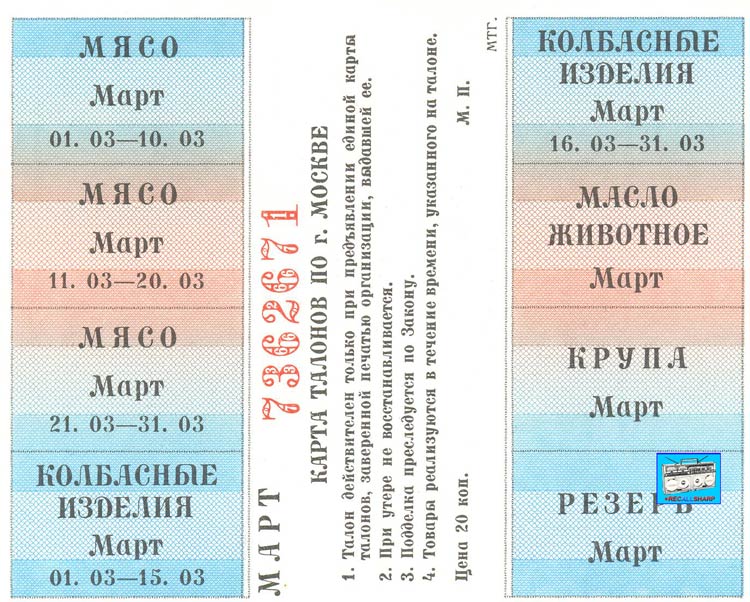 МЯСО
Март
01. 03—10. 03
МЯСО
Март
11. 03—20. 03
МЯСО
Март
21. 03—31. 03
КОЛБАСНЫЕ
ИЗДЕЛИЯ
Март
01. 03—15. 03
МАРТ
7362671
КАРТА ТАЛОНОВ ПО г. МОСКВЕ
1. Талон действителен только при предъявлении единой карты
талонов, заверенной печатью организации, выдавшей ее.
2. При утере не восстанавливается.
3. Подделка преследуется по Закону.
4. Товары реализуются в течение времени, указанного на талоне.
Цена 20 коп. М. П.
МТГ.
КОЛБАСНЫЕ
ИЗДЕЛИЯ
Март
16. 03—31. 03
МАСЛО
ЖИВОТНОЕ
Март
КРУПА
Март
РЕЗЕРВ
Март
RECALLSHARP